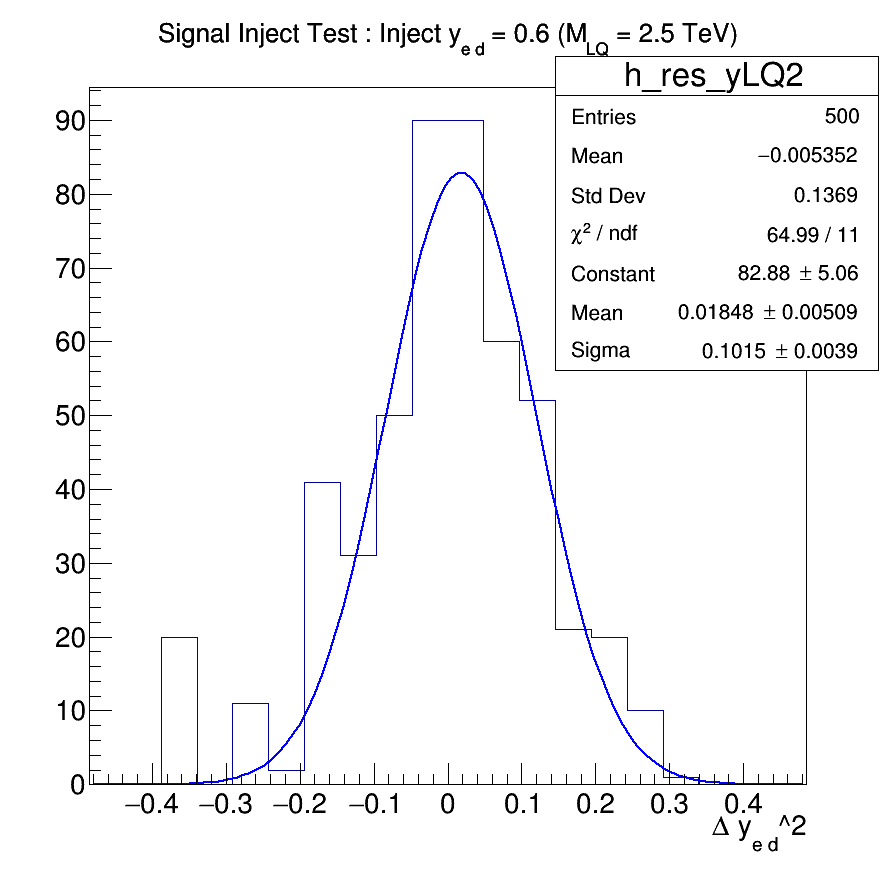 Signal Inject Test : Inject y_{e d} = 0.6 (M_{LQ} = 2.5 TeV)
h_res_yLQ2
Entries 500
Mean −0.005352
Std Dev 0.1369
χ² / ndf 64.99 / 11
Constant 82.88 ± 5.06
Mean 0.01848 ± 0.00509
Sigma 0.1015 ± 0.0039
90
80
70
60
50
40
30
20
10
0
−0.4 −0.3 −0.2 −0.1 0 0.1 0.2 0.3 0.4
Δ y_{e d}^2